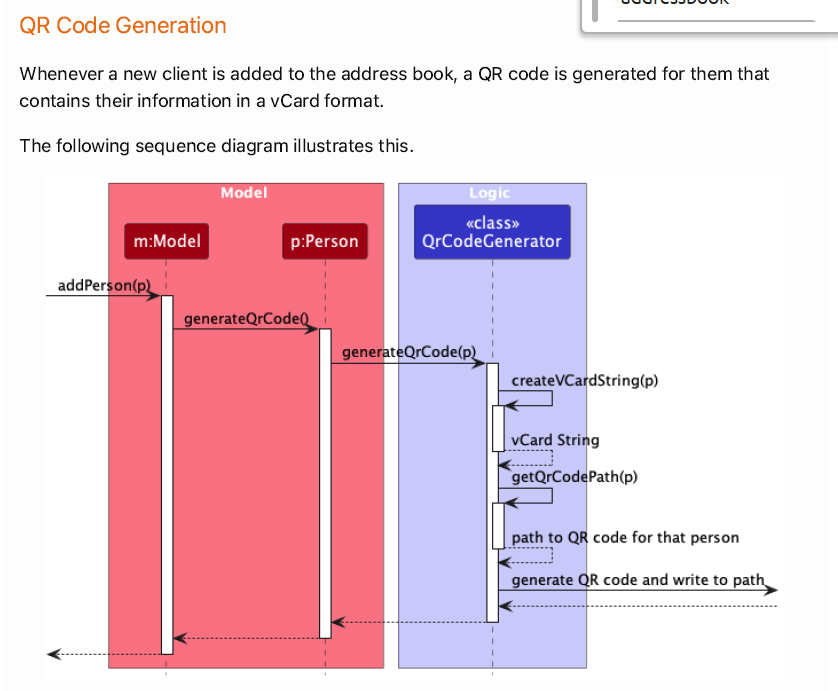 addressbook
QR Code Generation
Whenever a new client is added to the address book, a QR code is generated for them that
contains their information in a vCard format.
The following sequence diagram illustrates this.
Model
Logic
m:Model
p:Person
«class»
QrCodeGenerator
addPerson(p)
generateQrCode()
generateQrCode(p)
createVCardString(p)
vCard String
getQrCodePath(p)
path to QR code for that person
generate QR code and write to path